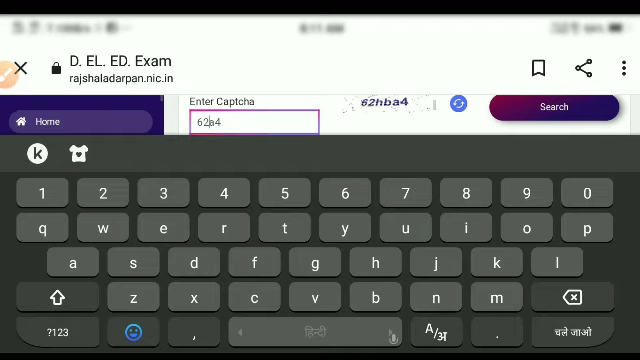 D. EL. ED. Exam
rajshaladarpan.nic.in
Home
Enter Captcha
62hba4
Search
62a4
k
1 2 3 4 5 6 7 8 9 0
q w e r t y u i o p
a s d f g h j k l
z x c v b n m
?123 , हिन्दी A/अ . चले जाओ